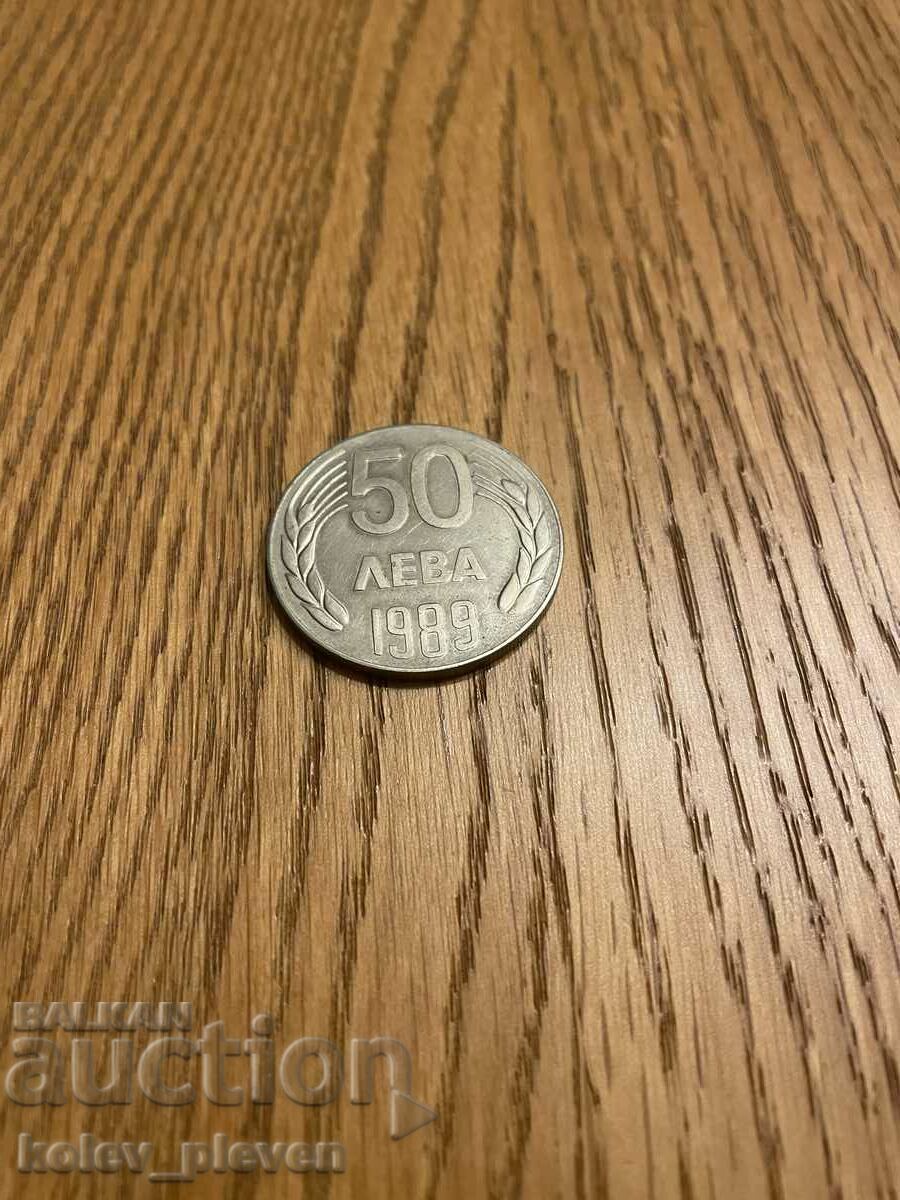 50
ЛЕВА
1989
BALKAN
auction
kolev_pleven